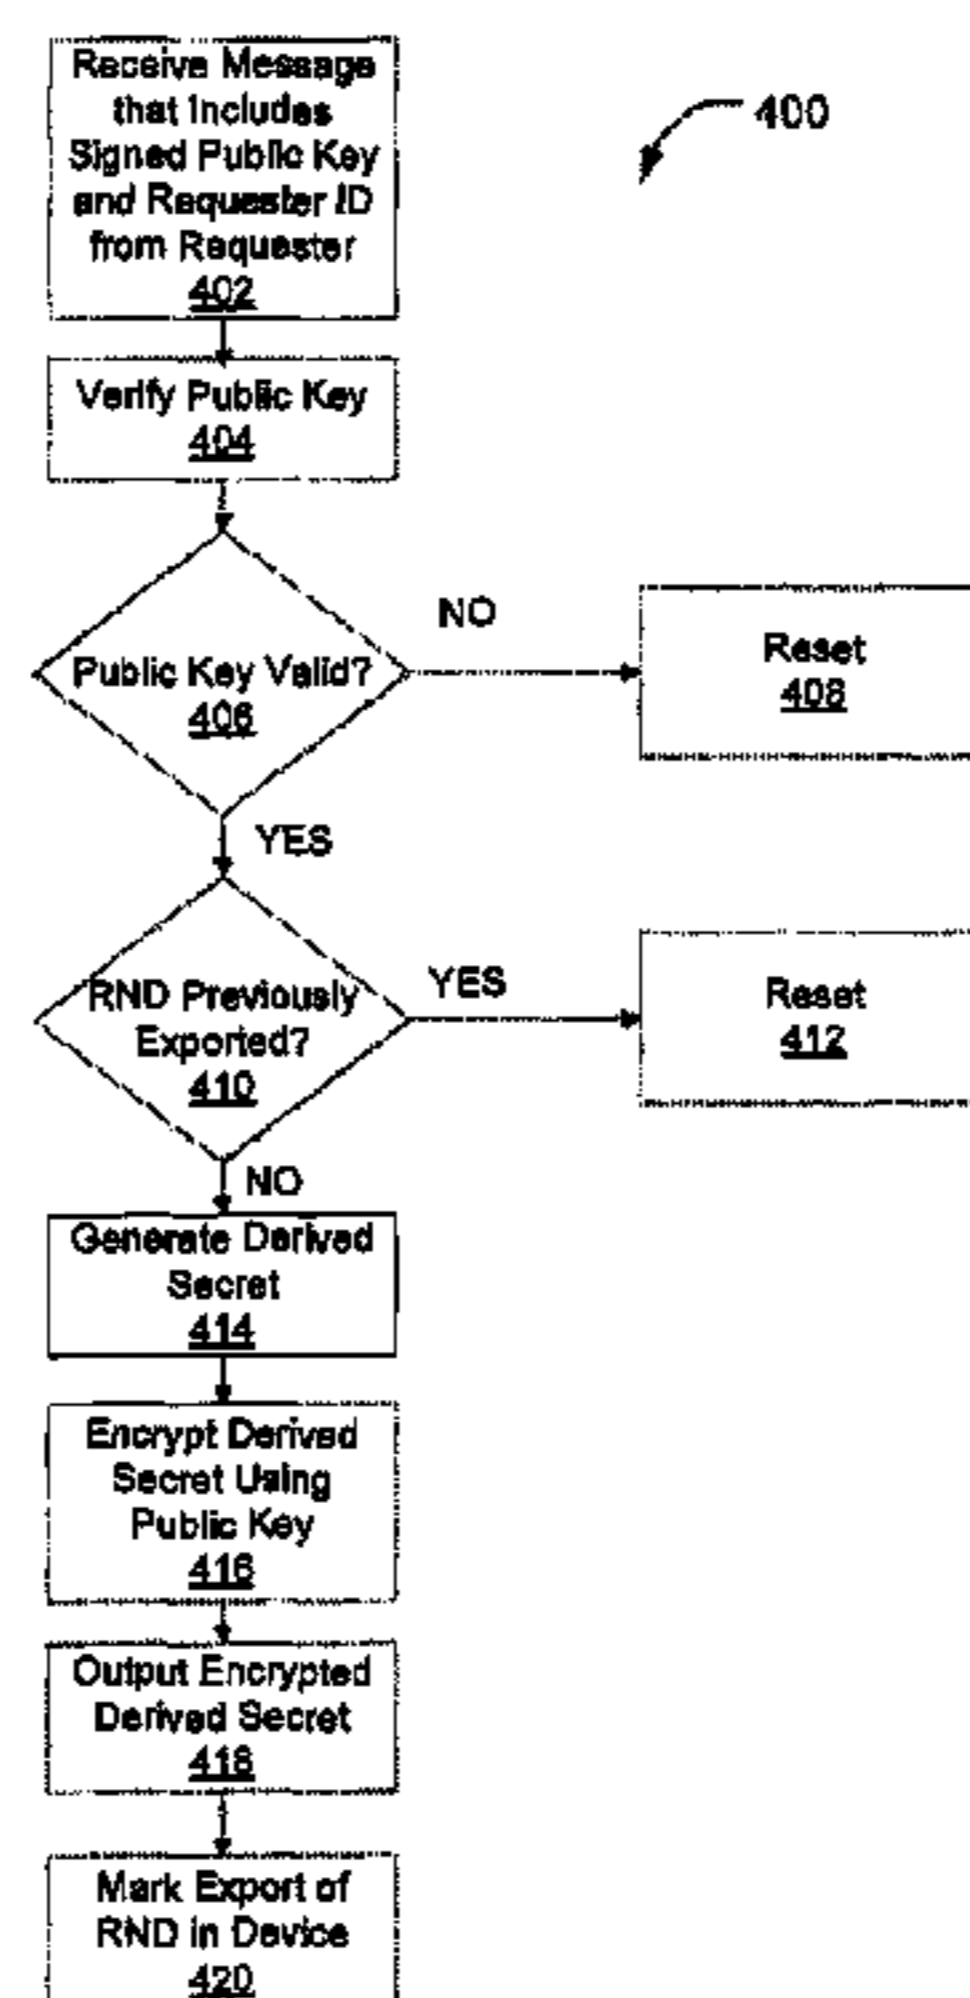 Receive Message
that Includes
Signed Public Key
and Requester ID
from Requester
402
400
Verify Public Key
404
Public Key Valid?
406
NO
Reset
408
YES
RND Previously
Exported?
410
YES
Reset
412
NO
Generate Derived
Secret
414
Encrypt Derived
Secret Using
Public Key
416
Output Encrypted
Derived Secret
418
Mark Export of
RND in Device
420